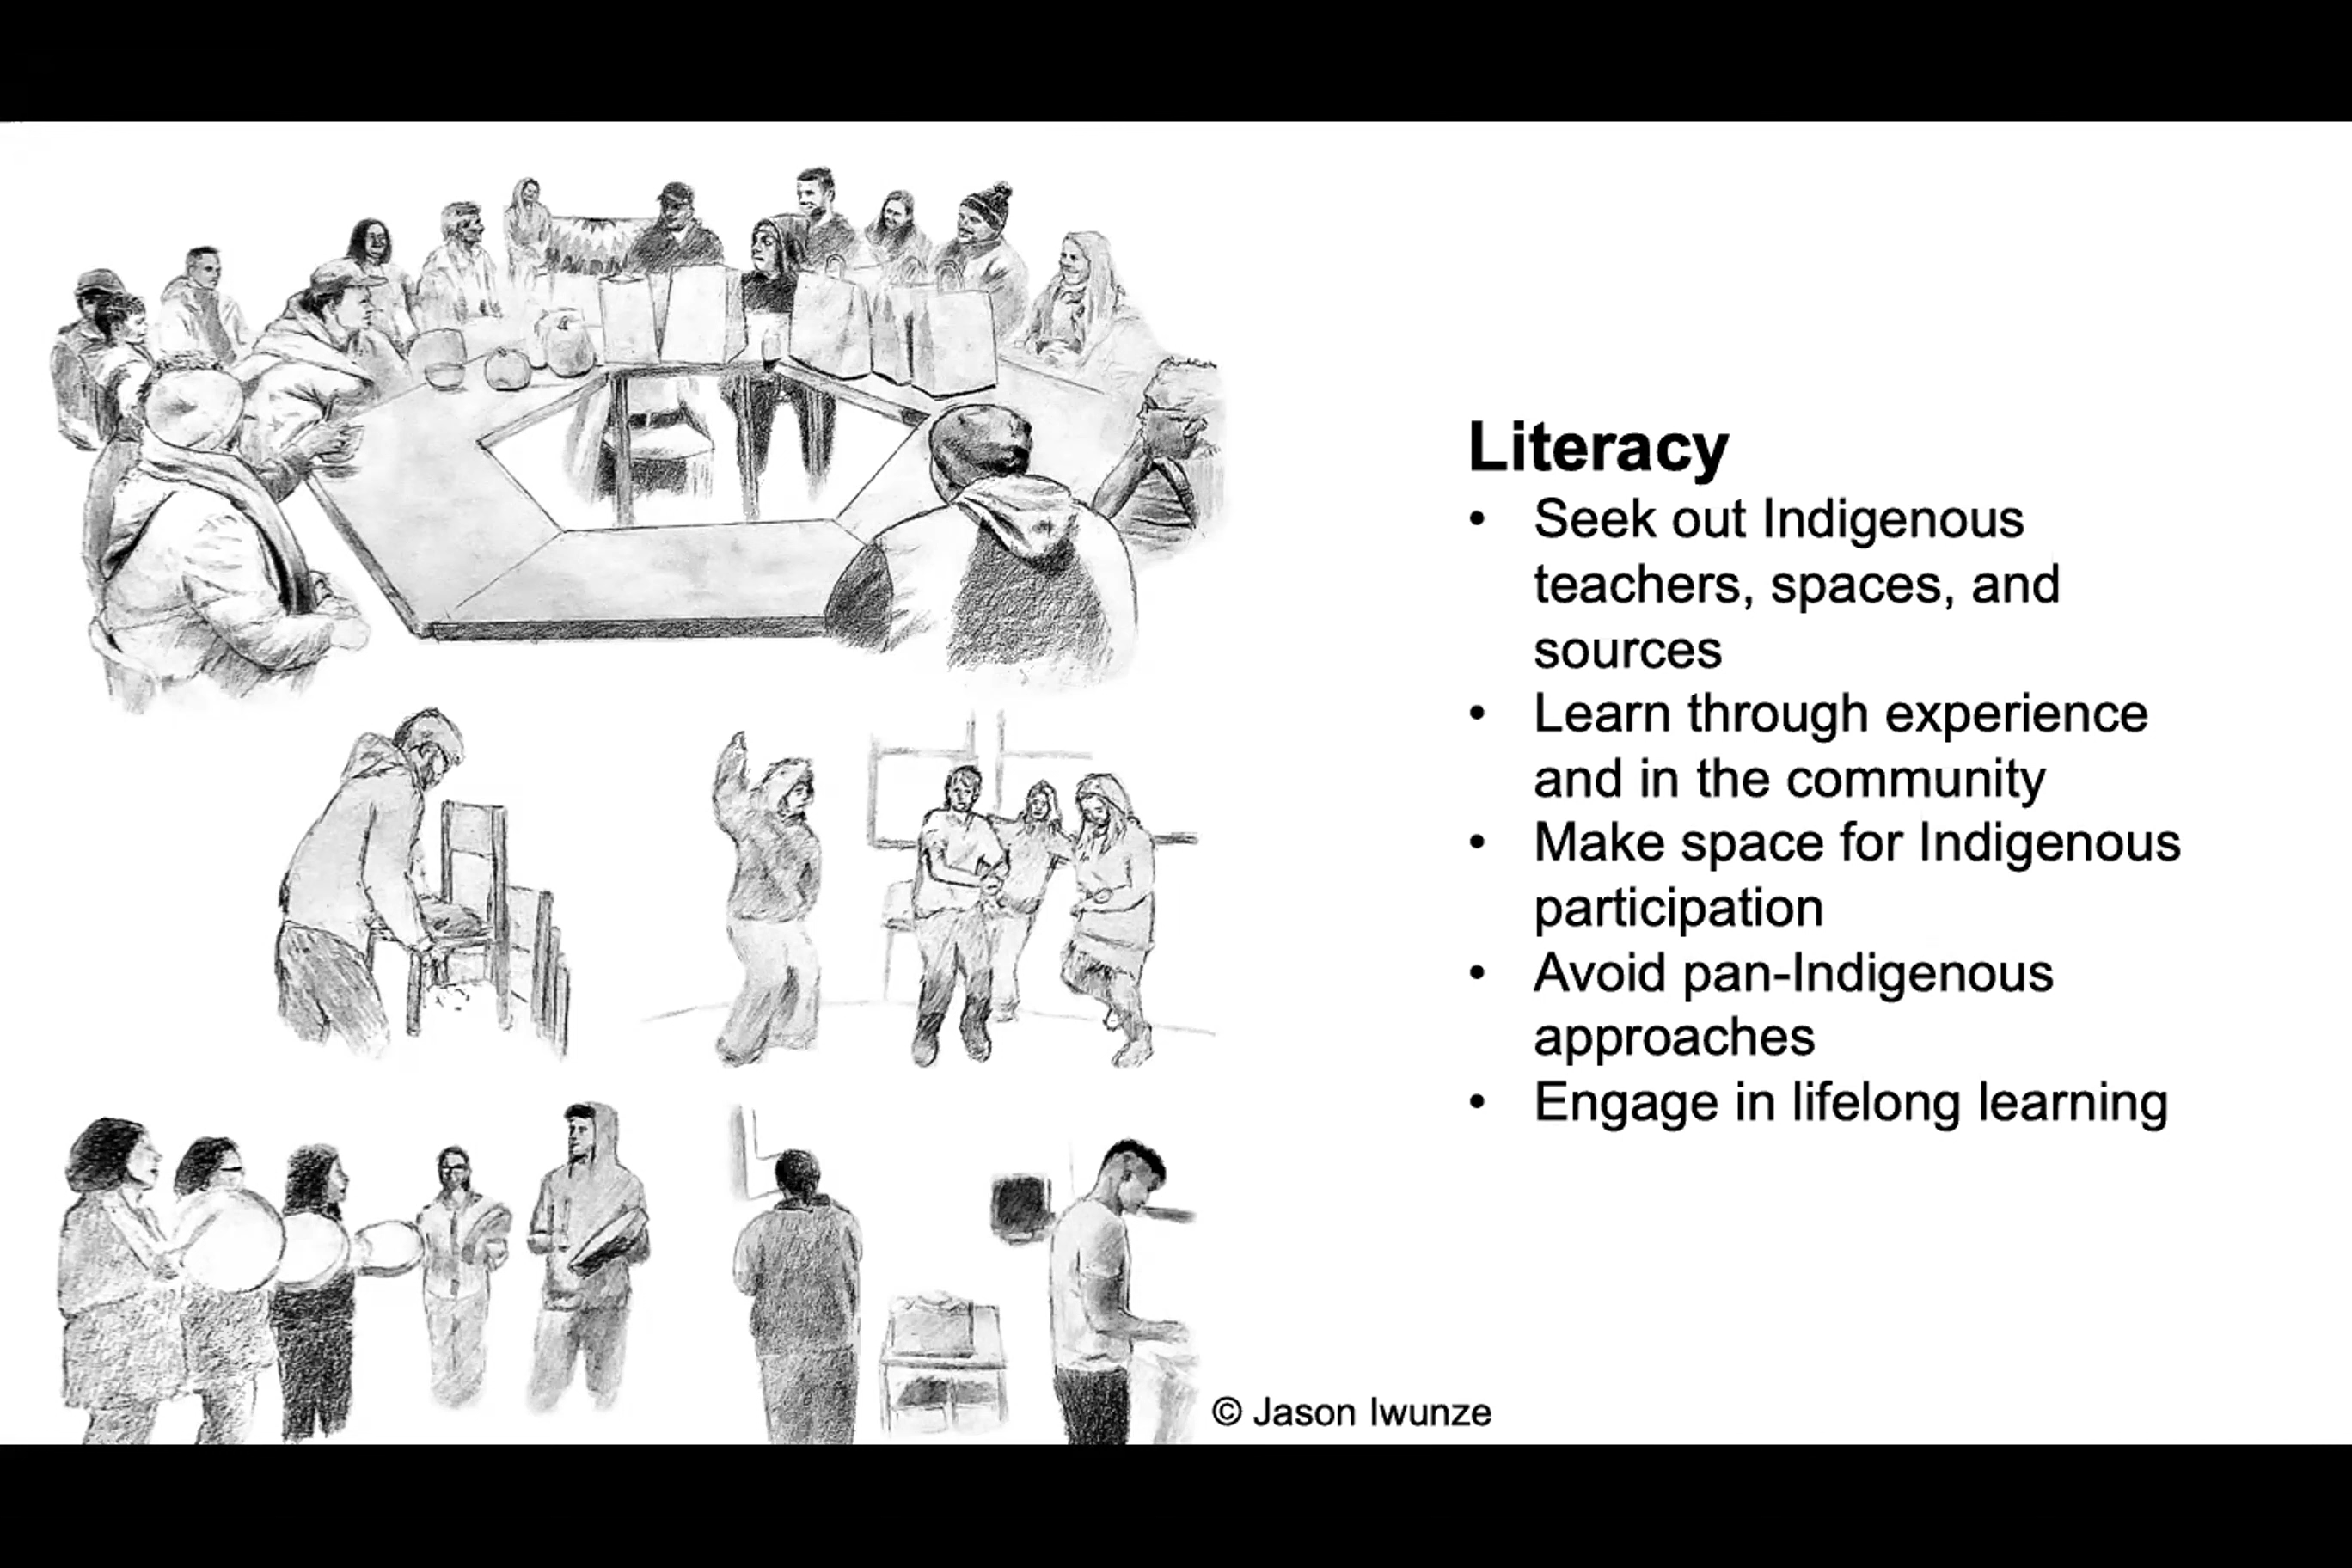 Literacy
• Seek out Indigenous
teachers, spaces, and
sources
• Learn through experience
and in the community
• Make space for Indigenous
participation
• Avoid pan-Indigenous
approaches
• Engage in lifelong learning
© Jason Iwunze